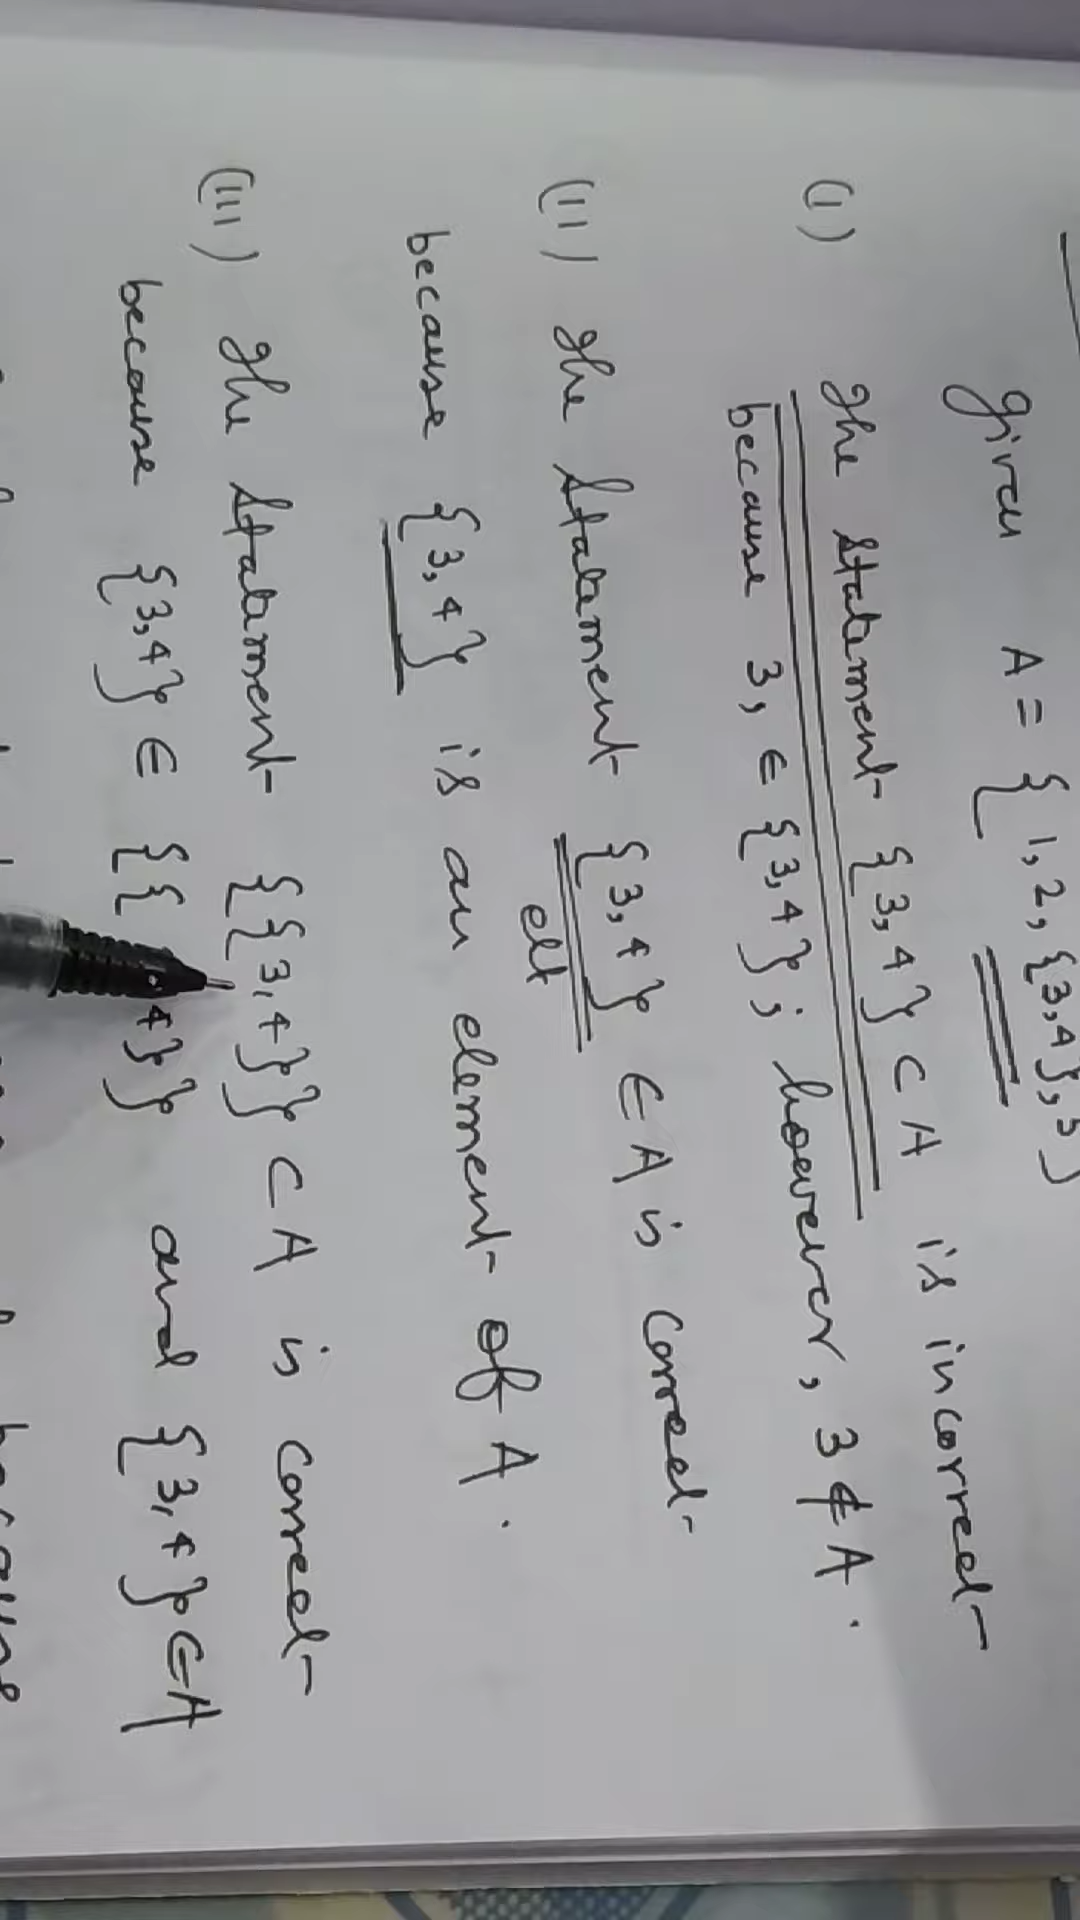 given A = { 1, 2, {3,4}, 5 }
(I) The statement {3,4} ⊂ A is incorrect
because 3, ∈ {3,4}; however, 3 ∉ A.
(II) The statement {3,4} ∈ A is correct
elt
because {3,4} is an element of A.
(III) The statement {{3,4}} ⊂ A is correct
because {3,4} ∈ {{ 4}} and {3,4} ∈ A
because